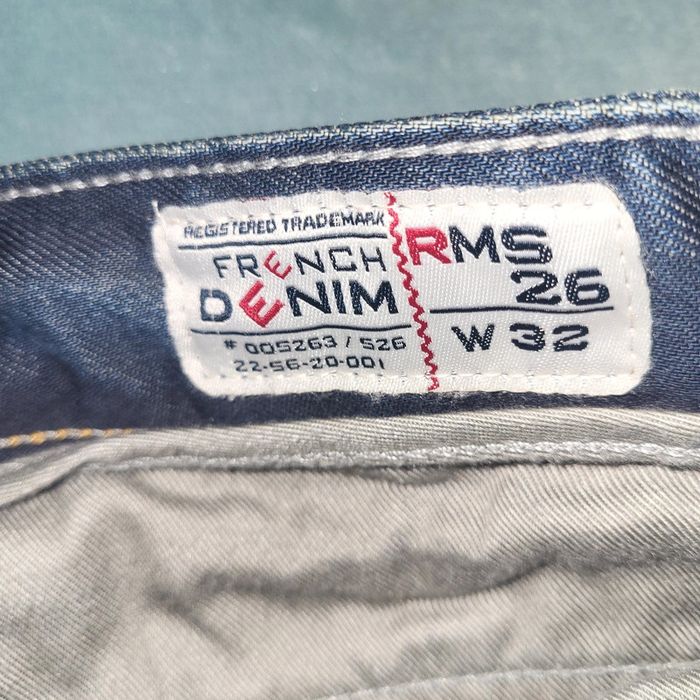 REGISTERED TRADEMARK
FRENCH
DENIM
# 005263 / 526
22-56-20-001
RMS
26
W 32